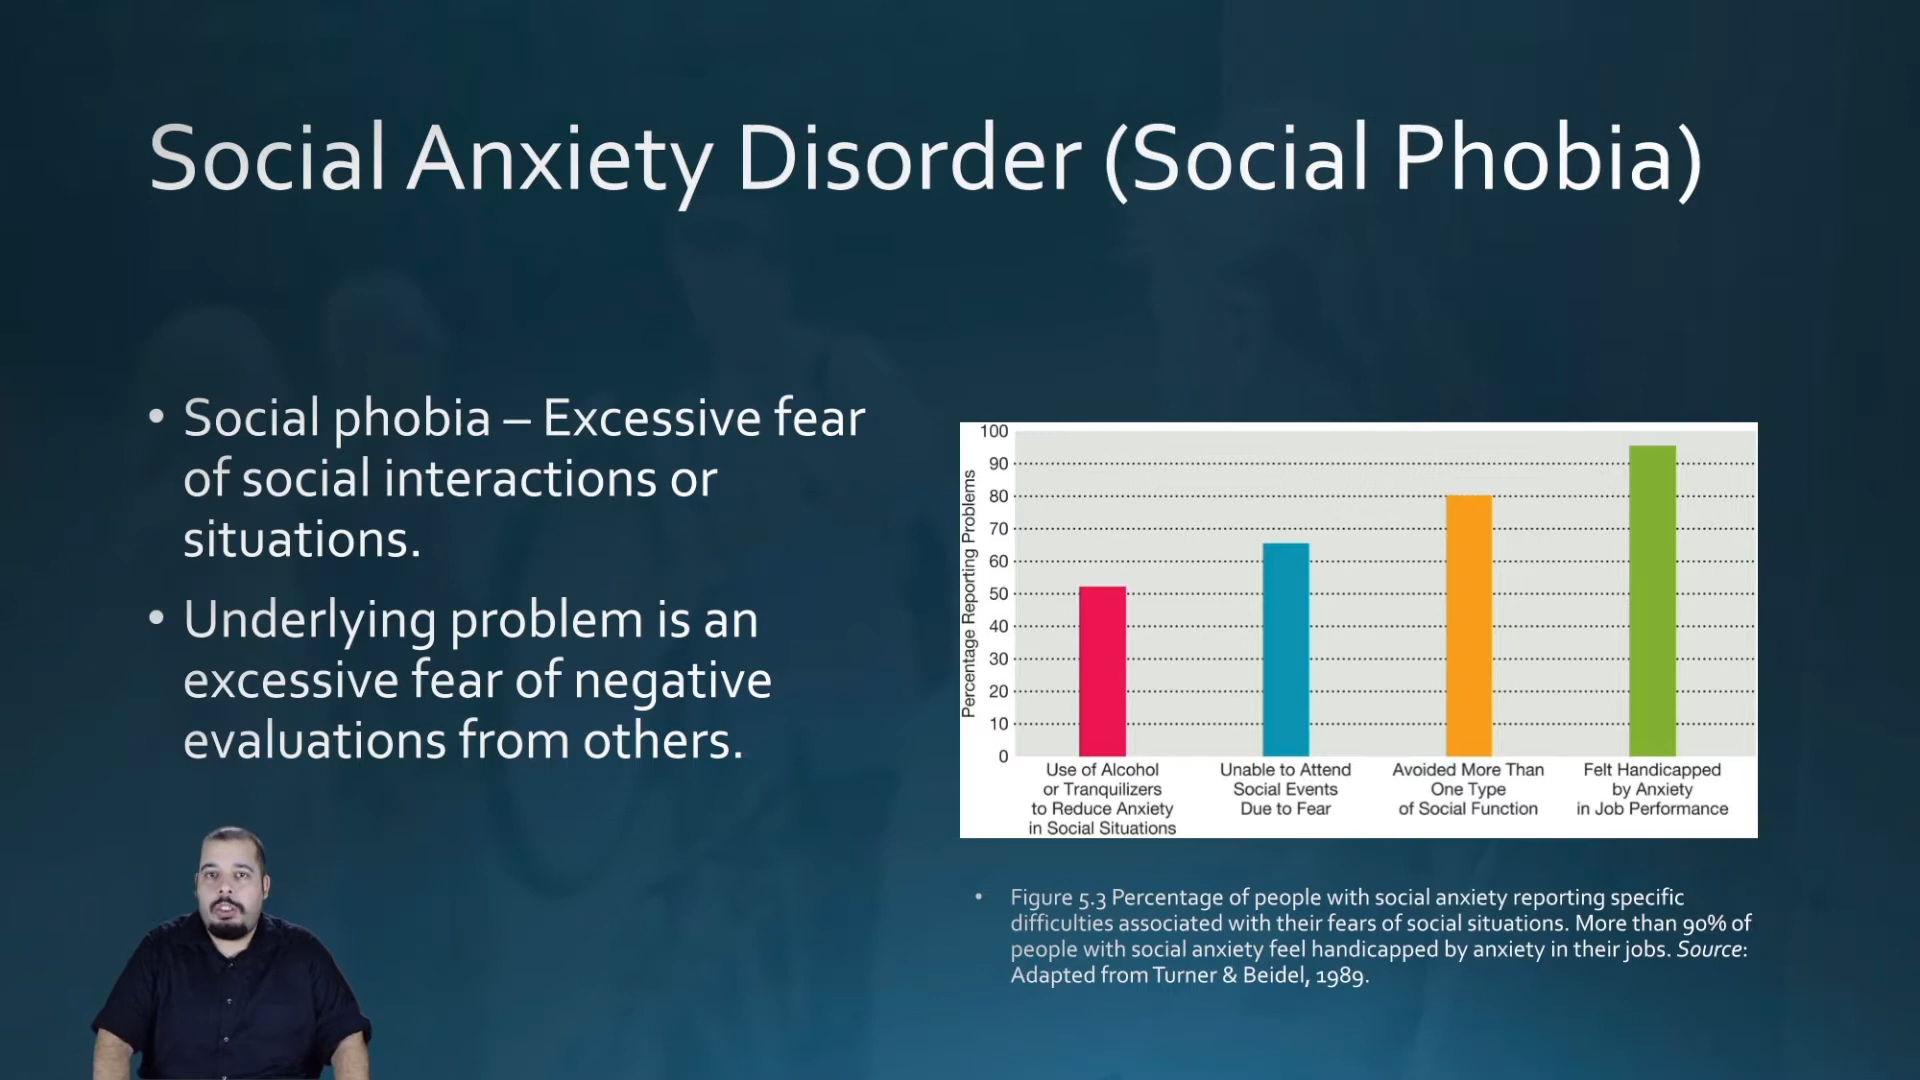 Social Anxiety Disorder (Social Phobia)
• Social phobia – Excessive fear
of social interactions or
situations.
• Underlying problem is an
excessive fear of negative
evaluations from others.
Percentage Reporting Problems
100
90
80
70
60
50
40
30
20
10
0
Use of Alcohol
or Tranquilizers
to Reduce Anxiety
in Social Situations
Unable to Attend
Social Events
Due to Fear
Avoided More Than
One Type
of Social Function
Felt Handicapped
by Anxiety
in Job Performance
• Figure 5.3 Percentage of people with social anxiety reporting specific
difficulties associated with their fears of social situations. More than 90% of
people with social anxiety feel handicapped by anxiety in their jobs. Source:
Adapted from Turner & Beidel, 1989.